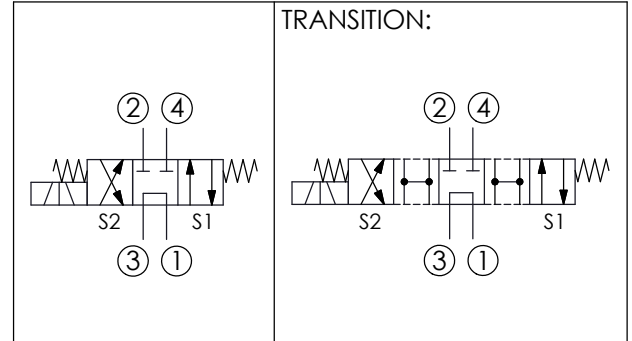 TRANSITION:
② ④
S2 S1
③ ①
② ④
S2 S1
③ ①